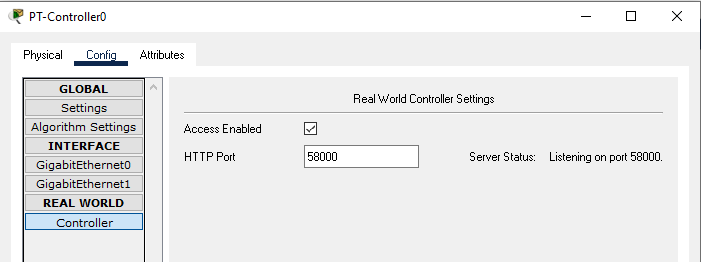 PT-Controller0
Physical Config Attributes
GLOBAL
Settings
Algorithm Settings
INTERFACE
GigabitEthernet0
GigabitEthernet1
REAL WORLD
Controller
Real World Controller Settings
Access Enabled
HTTP Port 58000 Server Status: Listening on port 58000.